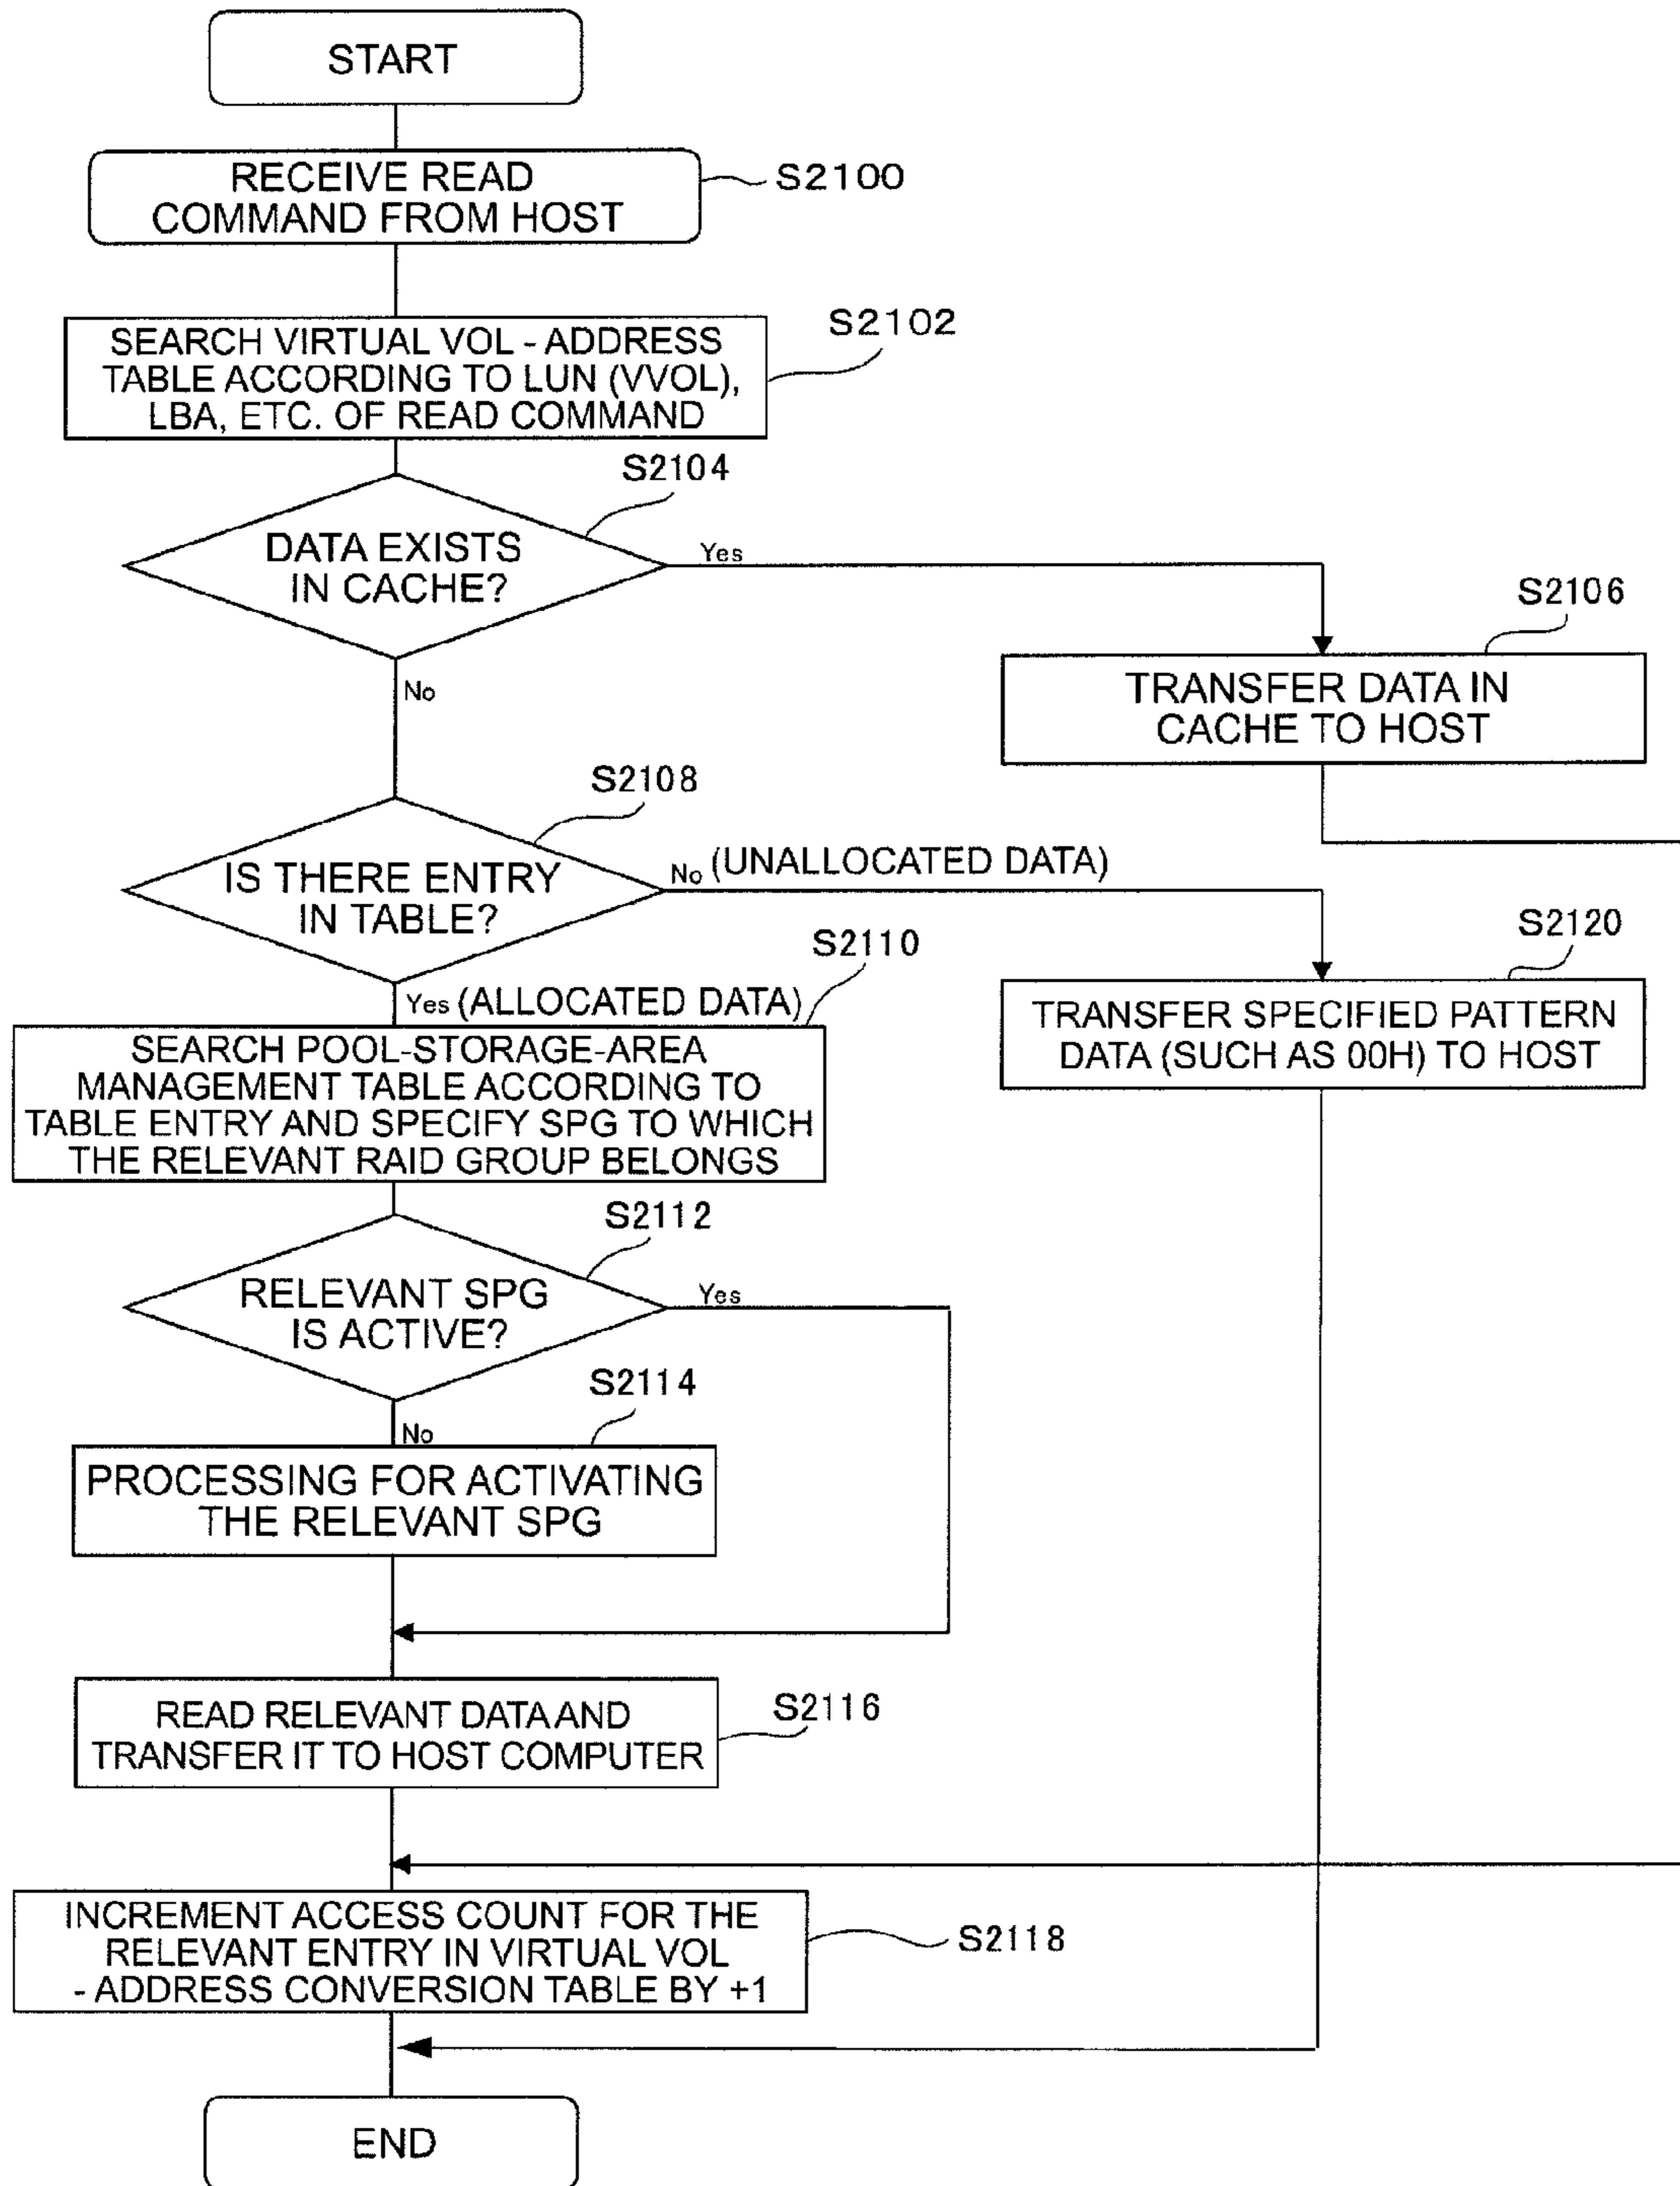 START
RECEIVE READ
COMMAND FROM HOST
S2100
SEARCH VIRTUAL VOL - ADDRESS
TABLE ACCORDING TO LUN (VVOL),
LBA, ETC. OF READ COMMAND
S2102
S2104
DATA EXISTS
IN CACHE?
Yes
No
S2106
TRANSFER DATA IN
CACHE TO HOST
S2108
IS THERE ENTRY
IN TABLE?
No (UNALLOCATED DATA)
Yes (ALLOCATED DATA)
S2120
TRANSFER SPECIFIED PATTERN
DATA (SUCH AS 00H) TO HOST
S2110
SEARCH POOL-STORAGE-AREA
MANAGEMENT TABLE ACCORDING TO
TABLE ENTRY AND SPECIFY SPG TO WHICH
THE RELEVANT RAID GROUP BELONGS
S2112
RELEVANT SPG
IS ACTIVE?
Yes
No
S2114
PROCESSING FOR ACTIVATING
THE RELEVANT SPG
READ RELEVANT DATA AND
TRANSFER IT TO HOST COMPUTER
S2116
INCREMENT ACCESS COUNT FOR THE
RELEVANT ENTRY IN VIRTUAL VOL
- ADDRESS CONVERSION TABLE BY +1
S2118
END